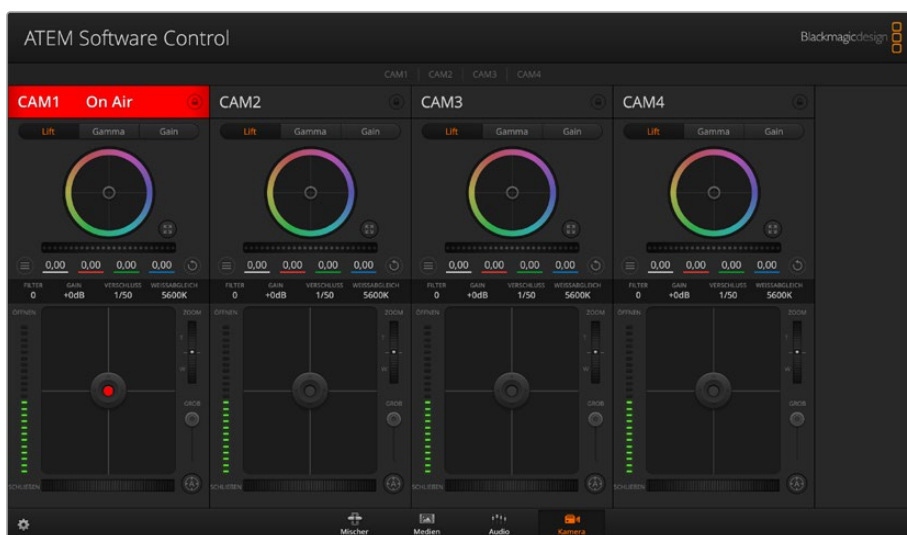 ATEM Software Control
Blackmagicdesign
CAM1 | CAM2 | CAM3 | CAM4
CAM1 On Air
CAM2
CAM3
CAM4
Lift Gamma Gain
Lift Gamma Gain
Lift Gamma Gain
Lift Gamma Gain
0,00 0,00 0,00 0,00
0,00 0,00 0,00 0,00
0,00 0,00 0,00 0,00
0,00 0,00 0,00 0,00
FILTER GAIN VERSCHLUSS WEISSABGLEICH
0 +0dB 1/50 5600K
FILTER GAIN VERSCHLUSS WEISSABGLEICH
0 +0dB 1/50 5600K
FILTER GAIN VERSCHLUSS WEISSABGLEICH
0 +0dB 1/50 5600K
FILTER GAIN VERSCHLUSS WEISSABGLEICH
0 +0dB 1/50 5600K
ÖFFNEN ZOOM
T
W
GROB
SCHLIEßEN
ÖFFNEN ZOOM
T
W
GROB
SCHLIEßEN
ÖFFNEN ZOOM
T
W
GROB
SCHLIEßEN
ÖFFNEN ZOOM
T
W
GROB
SCHLIEßEN
Mischer Medien Audio Kamera